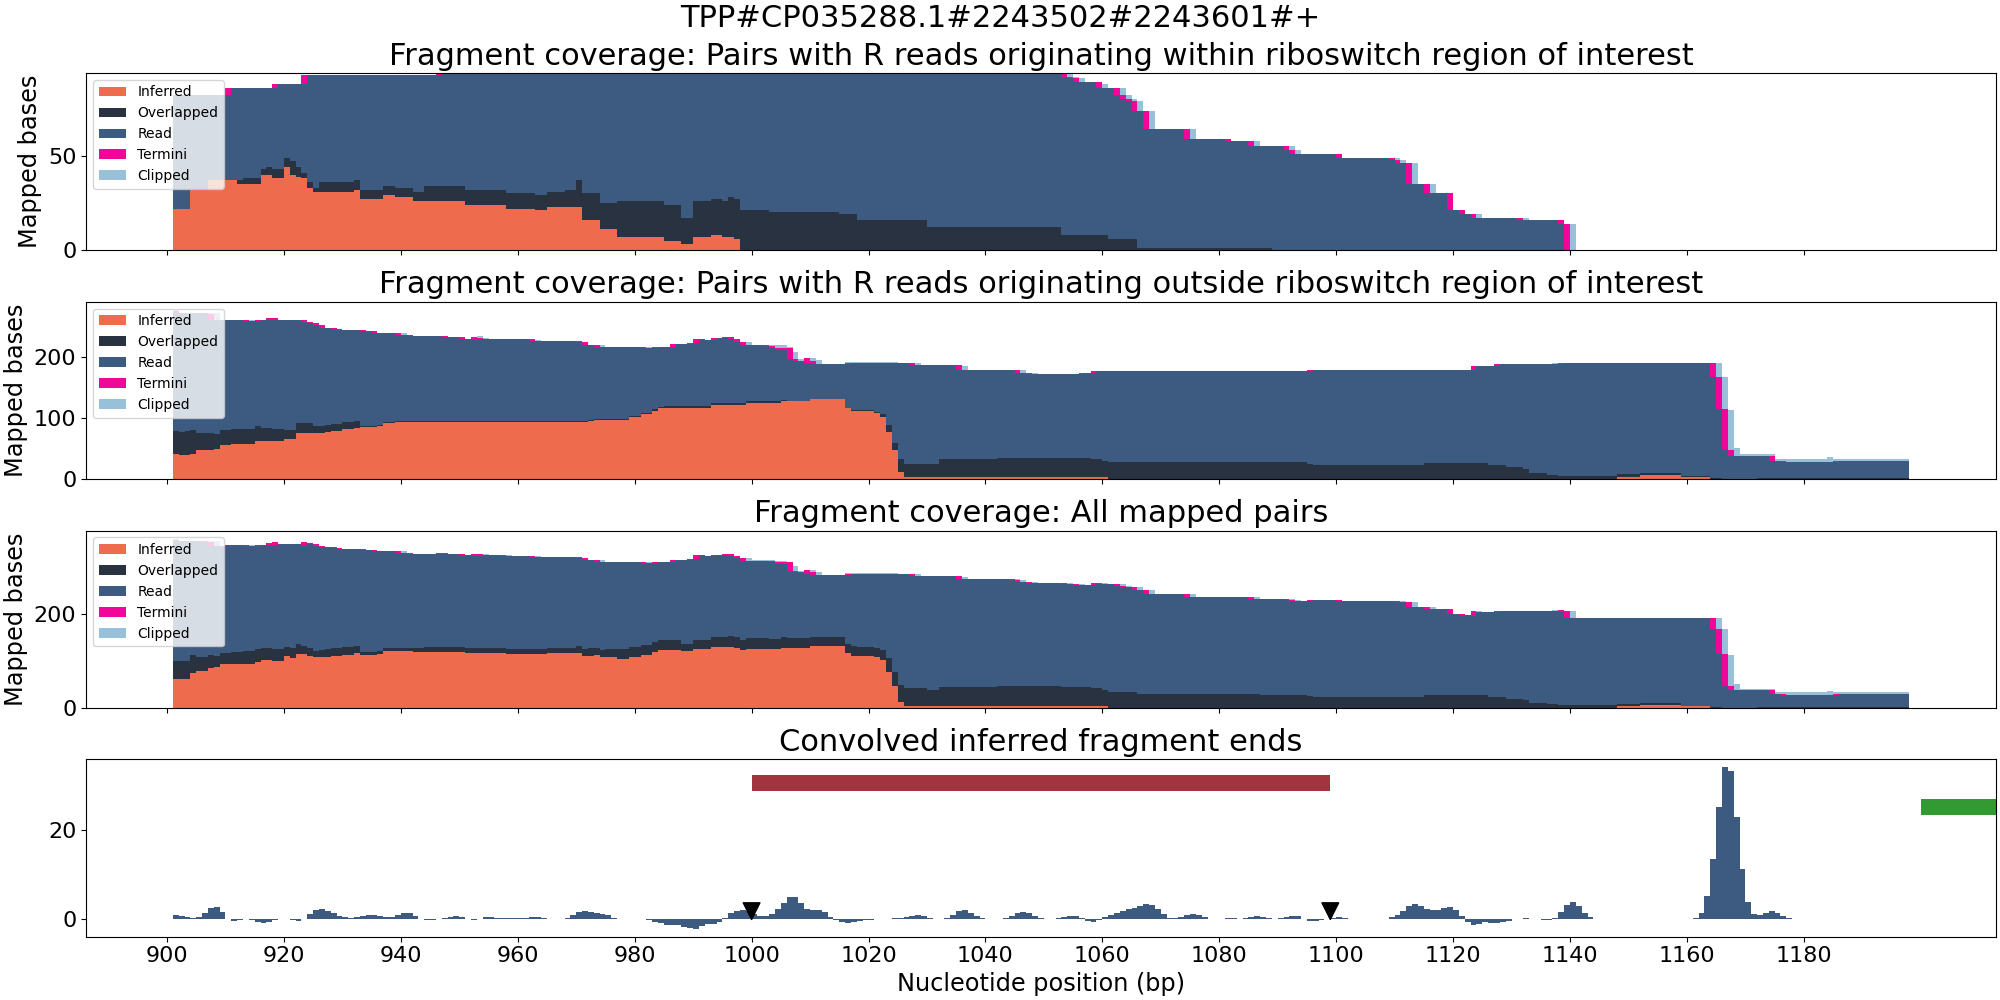 TPP#CP035288.1#2243502#2243601#+
Fragment coverage: Pairs with R reads originating within riboswitch region of interest
Mapped bases
50
0
Inferred
Overlapped
Read
Termini
Clipped
Fragment coverage: Pairs with R reads originating outside riboswitch region of interest
Mapped bases
200
100
0
Inferred
Overlapped
Read
Termini
Clipped
Fragment coverage: All mapped pairs
Mapped bases
200
0
Inferred
Overlapped
Read
Termini
Clipped
Convolved inferred fragment ends
20
0
900 920 940 960 980 1000 1020 1040 1060 1080 1100 1120 1140 1160 1180
Nucleotide position (bp)